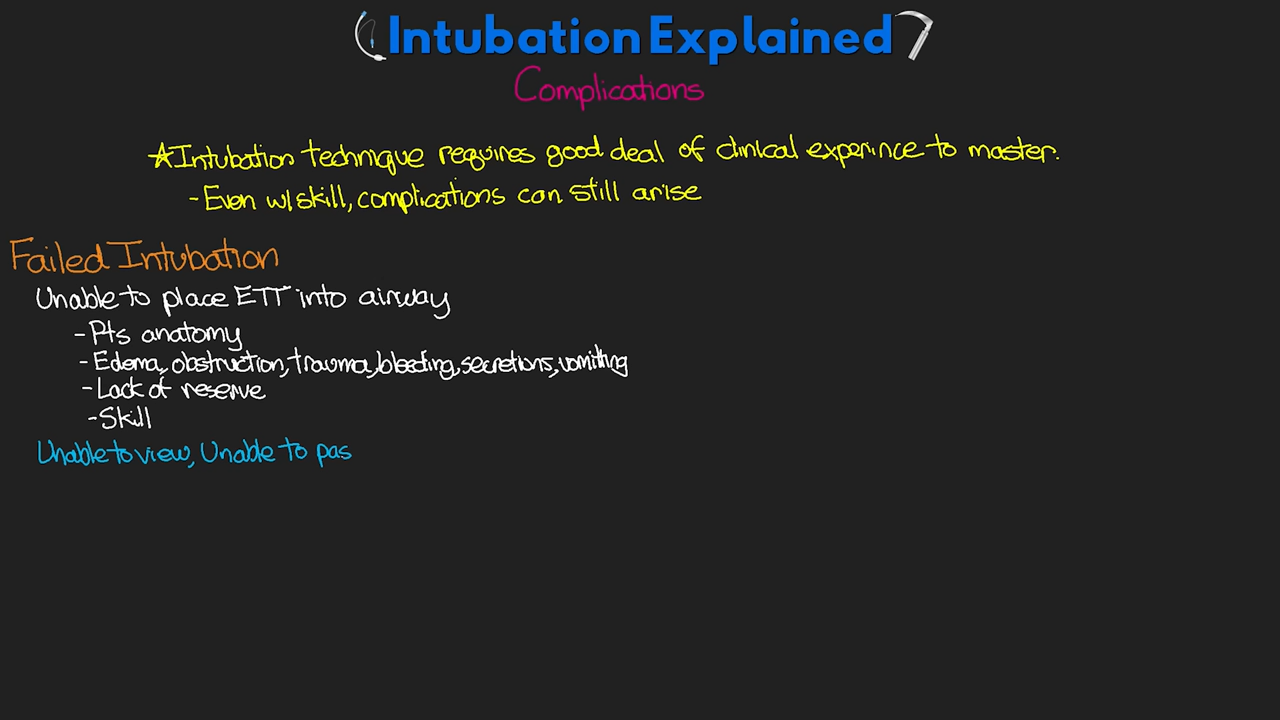 Intubation Explained
Complications
☆Intubation technique requires good deal of clinical experince to master.
- Even w/ skill, complications can still arise
Failed Intubation
Unable to place ETT into airway
- Pts anatomy
- Edema, obstruction, trauma, bleeding, secretions, vomiting
- Lack of reserve
- Skill
Unable to view, Unable to pas